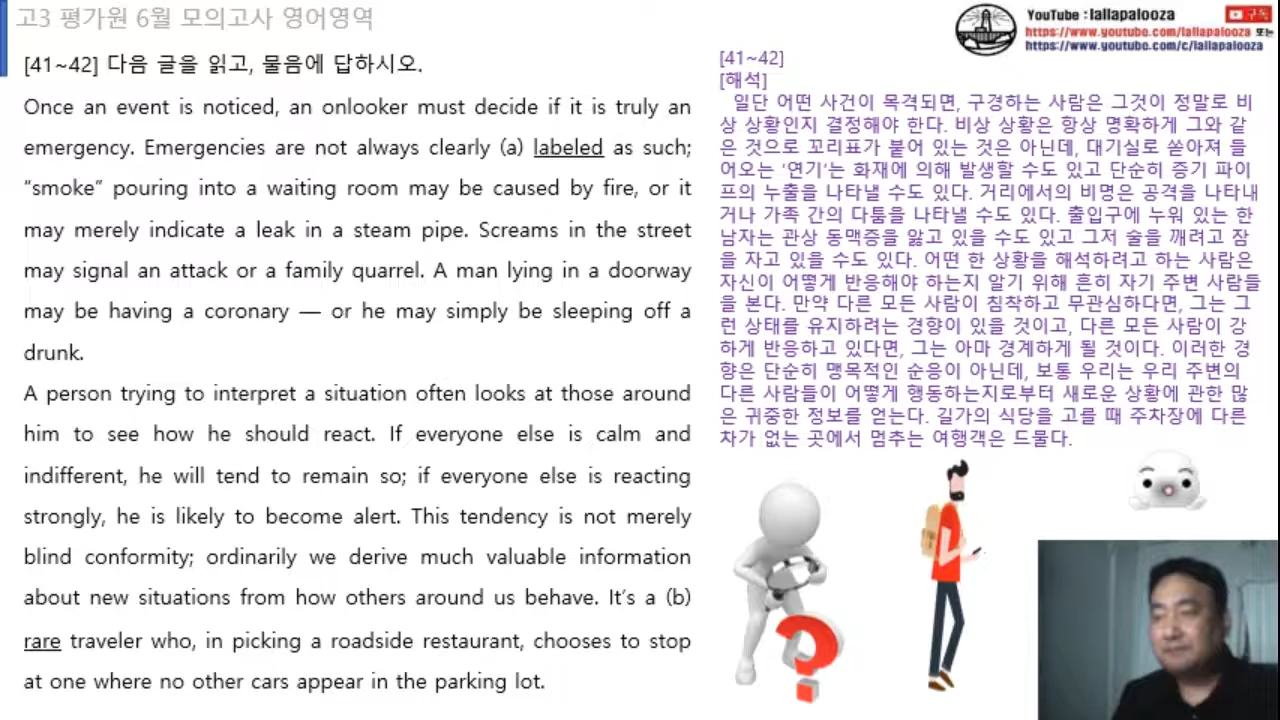 고3 평가원 6월 모의고사 영어영역
YouTube : lallapalooza
구독
https://www.youtube.com/lallapalooza 또는
https://www.youtube.com/c/lallapalooza
[41~42] 다음 글을 읽고, 물음에 답하시오.
Once an event is noticed, an onlooker must decide if it is truly an
emergency. Emergencies are not always clearly (a) labeled as such;
“smoke” pouring into a waiting room may be caused by fire, or it
may merely indicate a leak in a steam pipe. Screams in the street
may signal an attack or a family quarrel. A man lying in a doorway
may be having a coronary — or he may simply be sleeping off a
drunk.
A person trying to interpret a situation often looks at those around
him to see how he should react. If everyone else is calm and
indifferent, he will tend to remain so; if everyone else is reacting
strongly, he is likely to become alert. This tendency is not merely
blind conformity; ordinarily we derive much valuable information
about new situations from how others around us behave. It’s a (b)
rare traveler who, in picking a roadside restaurant, chooses to stop
at one where no other cars appear in the parking lot.
[41~42]
[해석]
일단 어떤 사건이 목격되면, 구경하는 사람은 그것이 정말로 비
상 상황인지 결정해야 한다. 비상 상황은 항상 명확하게 그와 같
은 것으로 꼬리표가 붙어 있는 것은 아닌데, 대기실로 쏟아져 들
어오는 ‘연기’는 화재에 의해 발생할 수도 있고 단순히 증기 파이
프의 누출을 나타낼 수도 있다. 거리에서의 비명은 공격을 나타내
거나 가족 간의 다툼을 나타낼 수도 있다. 출입구에 누워 있는 한
남자는 관상 동맥증을 앓고 있을 수도 있고 그저 술을 깨려고 잠
을 자고 있을 수도 있다. 어떤 한 상황을 해석하려고 하는 사람은
자신이 어떻게 반응해야 하는지 알기 위해 흔히 자기 주변 사람들
을 본다. 만약 다른 모든 사람이 침착하고 무관심하다면, 그는 그
런 상태를 유지하려는 경향이 있을 것이고, 다른 모든 사람이 강
하게 반응하고 있다면, 그는 아마 경계하게 될 것이다. 이러한 경
향은 단순히 맹목적인 순응이 아닌데, 보통 우리는 우리 주변의
다른 사람들이 어떻게 행동하는지로부터 새로운 상황에 관한 많
은 귀중한 정보를 얻는다. 길가의 식당을 고를 때 주차장에 다른
차가 없는 곳에서 멈추는 여행객은 드물다.